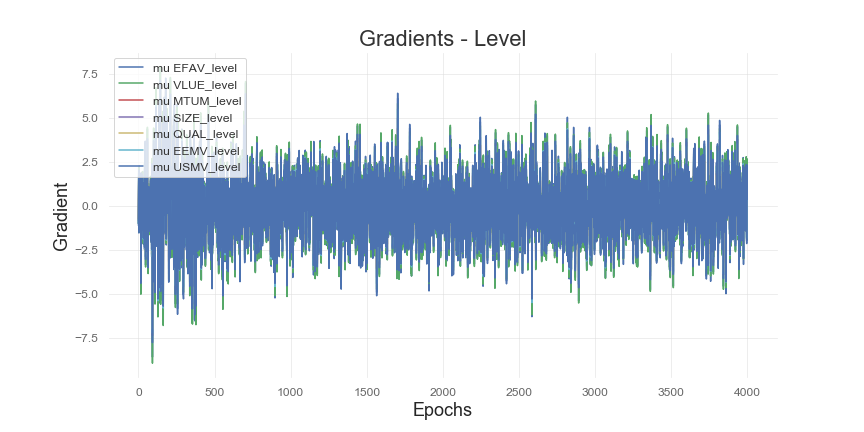 Gradients - Level
mu EFAV_level
mu VLUE_level
mu MTUM_level
mu SIZE_level
mu QUAL_level
mu EEMV_level
mu USMV_level
7.5
5.0
2.5
0.0
−2.5
−5.0
−7.5
Gradient
0 500 1000 1500 2000 2500 3000 3500 4000
Epochs